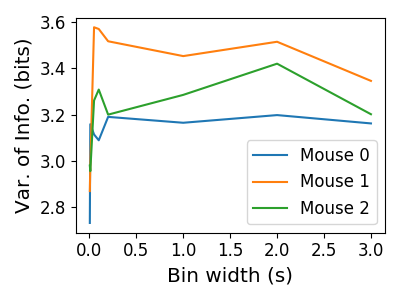 3.6
3.4
3.2
3.0
2.8
Var. of Info. (bits)
Mouse 0
Mouse 1
Mouse 2
0.0 0.5 1.0 1.5 2.0 2.5 3.0
Bin width (s)